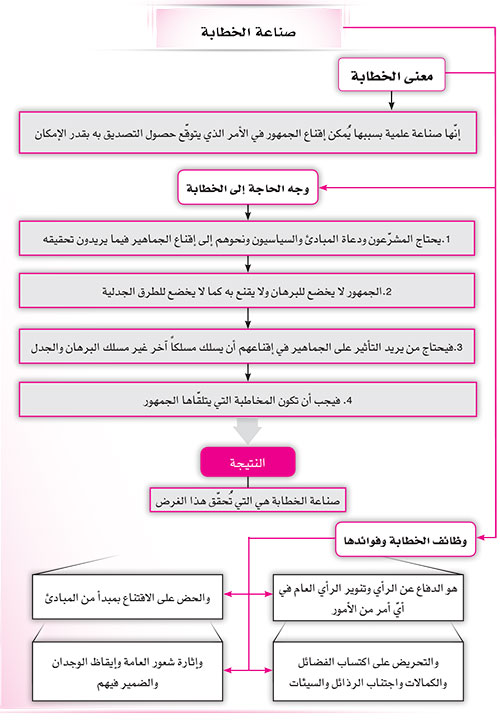 صناعة الخطابة
معنى الخطابة
إنّها صناعة علمية بسببها يُمكن إقناع الجمهور في الأمر الذي يتوقّع حصول التصديق به بقدر الإمكان
وجه الحاجة إلى الخطابة
1.يحتاج المشرّعون ودعاة المبادئ والسياسيون ونحوهم إلى إقناع الجماهير فيما يريدون تحقيقه
2.الجمهور لا يخضع للبرهان ولا يقنع به كما لا يخضع للطرق الجدلية
3.فيحتاج من يريد التأثير على الجماهير في إقناعهم أن يسلك مسلكاً أخر غير مسلك البرهان والجدل
4. فيجب أن تكون المخاطبة التي يتلقّاها الجمهور
النتيجة
صناعة الخطابة هي التي تُحقّق هذا الغرض
وظائف الخطابة وفوائدها
هو الدفاع عن الرأي وتنوير الرأي العام في
أيّ أمر من الأمور
والحض على الاقتناع بمبدأ من المبادئ
والتحريض على اكتساب الفضائل
والكمالات واجتناب الرذائل والسيئات
وإثارة شعور العامة وإيقاظ الوجدان
والضمير فيهم